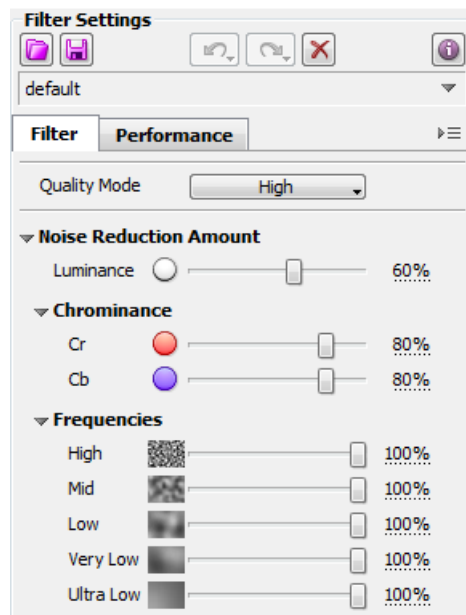 Filter Settings
default
Filter Performance
Quality Mode High
Noise Reduction Amount
Luminance 60%
Chrominance
Cr 80%
Cb 80%
Frequencies
High 100%
Mid 100%
Low 100%
Very Low 100%
Ultra Low 100%